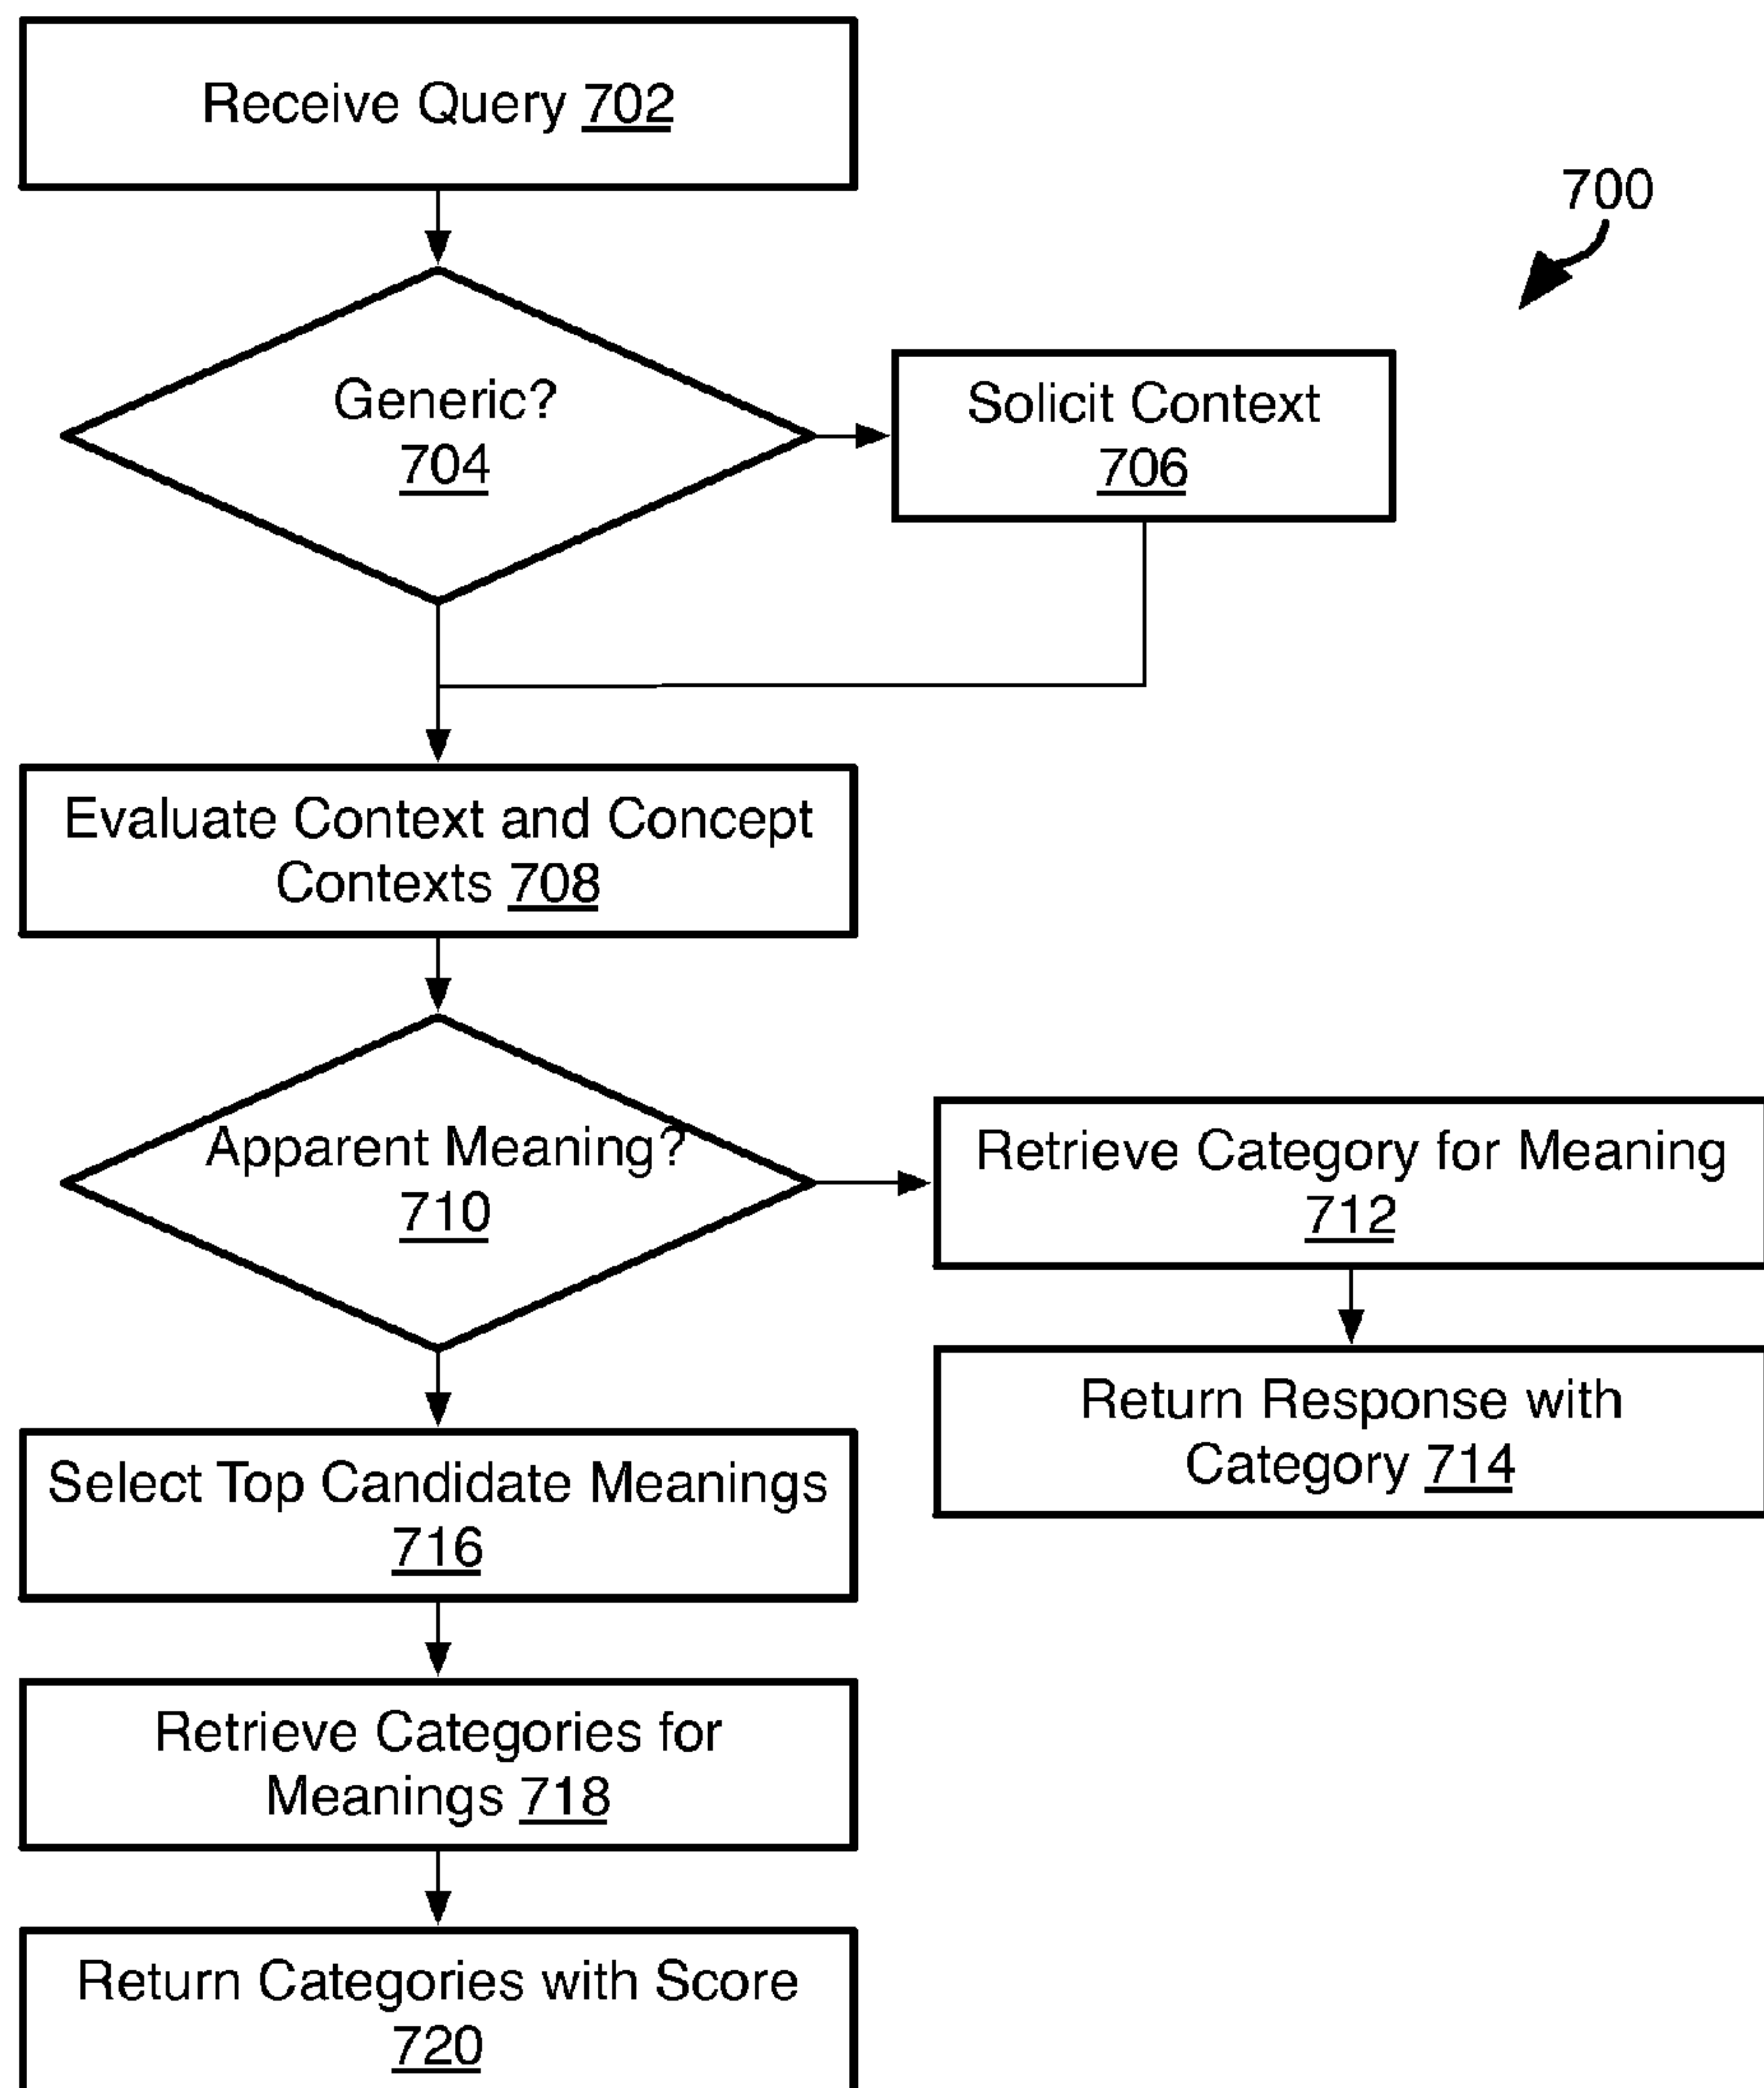 Receive Query 702
700
Generic?
704
Solicit Context
706
Evaluate Context and Concept
Contexts 708
Apparent Meaning?
710
Retrieve Category for Meaning
712
Return Response with
Category 714
Select Top Candidate Meanings
716
Retrieve Categories for
Meanings 718
Return Categories with Score
720